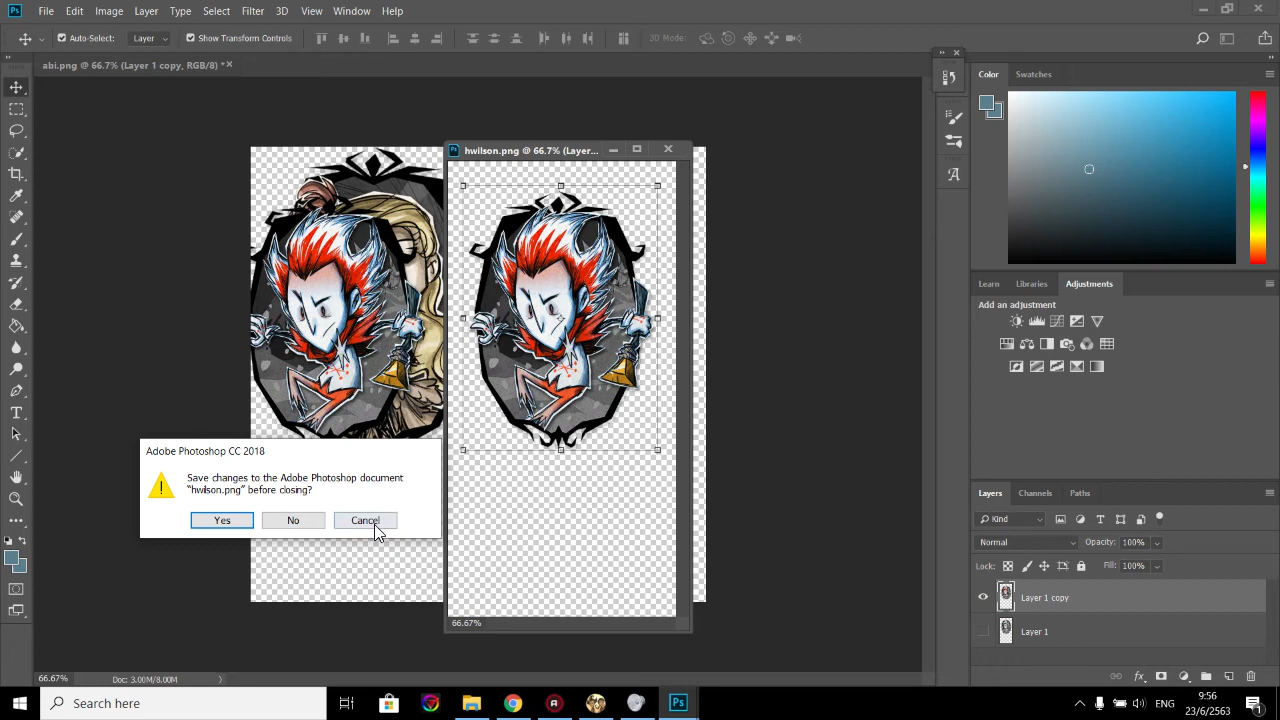 Ps File Edit Image Layer Type Select Filter 3D View Window Help
Auto-Select: Layer Show Transform Controls 3D Mode:
abi.png @ 66.7% (Layer 1 copy, RGB/8) *
Color Swatches
Ps hwilson.png @ 66.7% (Layer...
Learn Libraries Adjustments
Add an adjustment
Adobe Photoshop CC 2018
Save changes to the Adobe Photoshop document
“hwilson.png” before closing?
Yes No Cancel
66.67%
Layers Channels Paths
Kind
Normal Opacity: 100%
Lock: Fill: 100%
Layer 1 copy
Layer 1
66.67% Doc: 3.00M/8.00M
Search here
Ps
ENG
9:56
23/6/2563
1